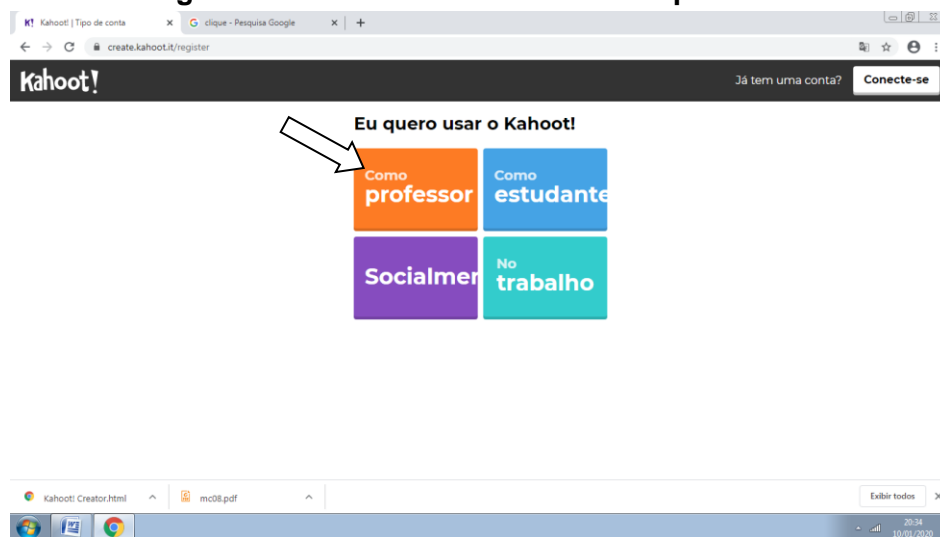 K! Kahoot! | Tipo de conta
G clique - Pesquisa Google
create.kahoot.it/register
Kahoot!
Já tem uma conta?
Conecte-se
Eu quero usar o Kahoot!
Como
professor
Como
estudante
Socialmen
No
trabalho
Kahoot! Creator.html
mc08.pdf
Exibir todos
20:34
10/01/2020